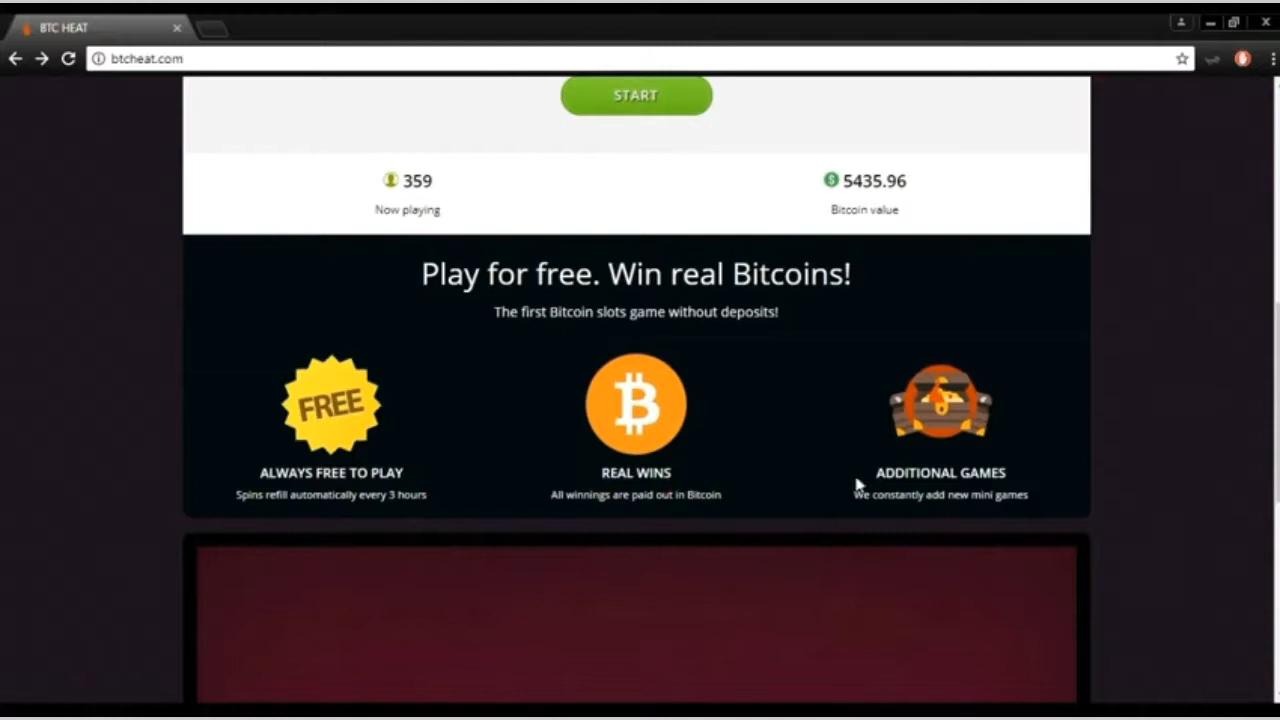 BTC HEAT
btcheat.com
START
359
5435.96
Now playing
Bitcoin value
Play for free. Win real Bitcoins!
The first Bitcoin slots game without deposits!
FREE
ALWAYS FREE TO PLAY
REAL WINS
ADDITIONAL GAMES
Spins refill automatically every 3 hours
All winnings are paid out in Bitcoin
We constantly add new mini games